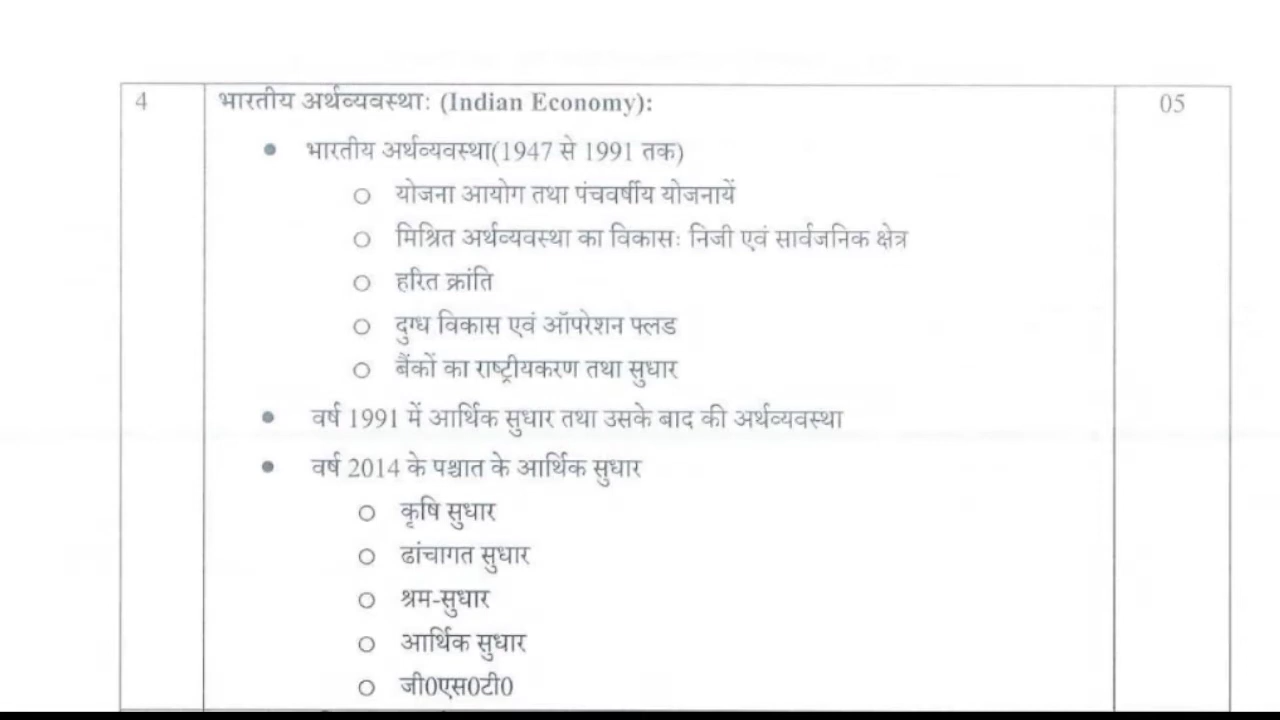 4 भारतीय अर्थव्यवस्था: (Indian Economy): 05
● भारतीय अर्थव्यवस्था(1947 से 1991 तक)
○ योजना आयोग तथा पंचवर्षीय योजनायें
○ मिश्रित अर्थव्यवस्था का विकासः निजी एवं सार्वजनिक क्षेत्र
○ हरित क्रांति
○ दुग्ध विकास एवं ऑपरेशन फ्लड
○ बैंकों का राष्ट्रीयकरण तथा सुधार
● वर्ष 1991 में आर्थिक सुधार तथा उसके बाद की अर्थव्यवस्था
● वर्ष 2014 के पश्चात के आर्थिक सुधार
○ कृषि सुधार
○ ढांचागत सुधार
○ श्रम-सुधार
○ आर्थिक सुधार
○ जी0एस0टी0